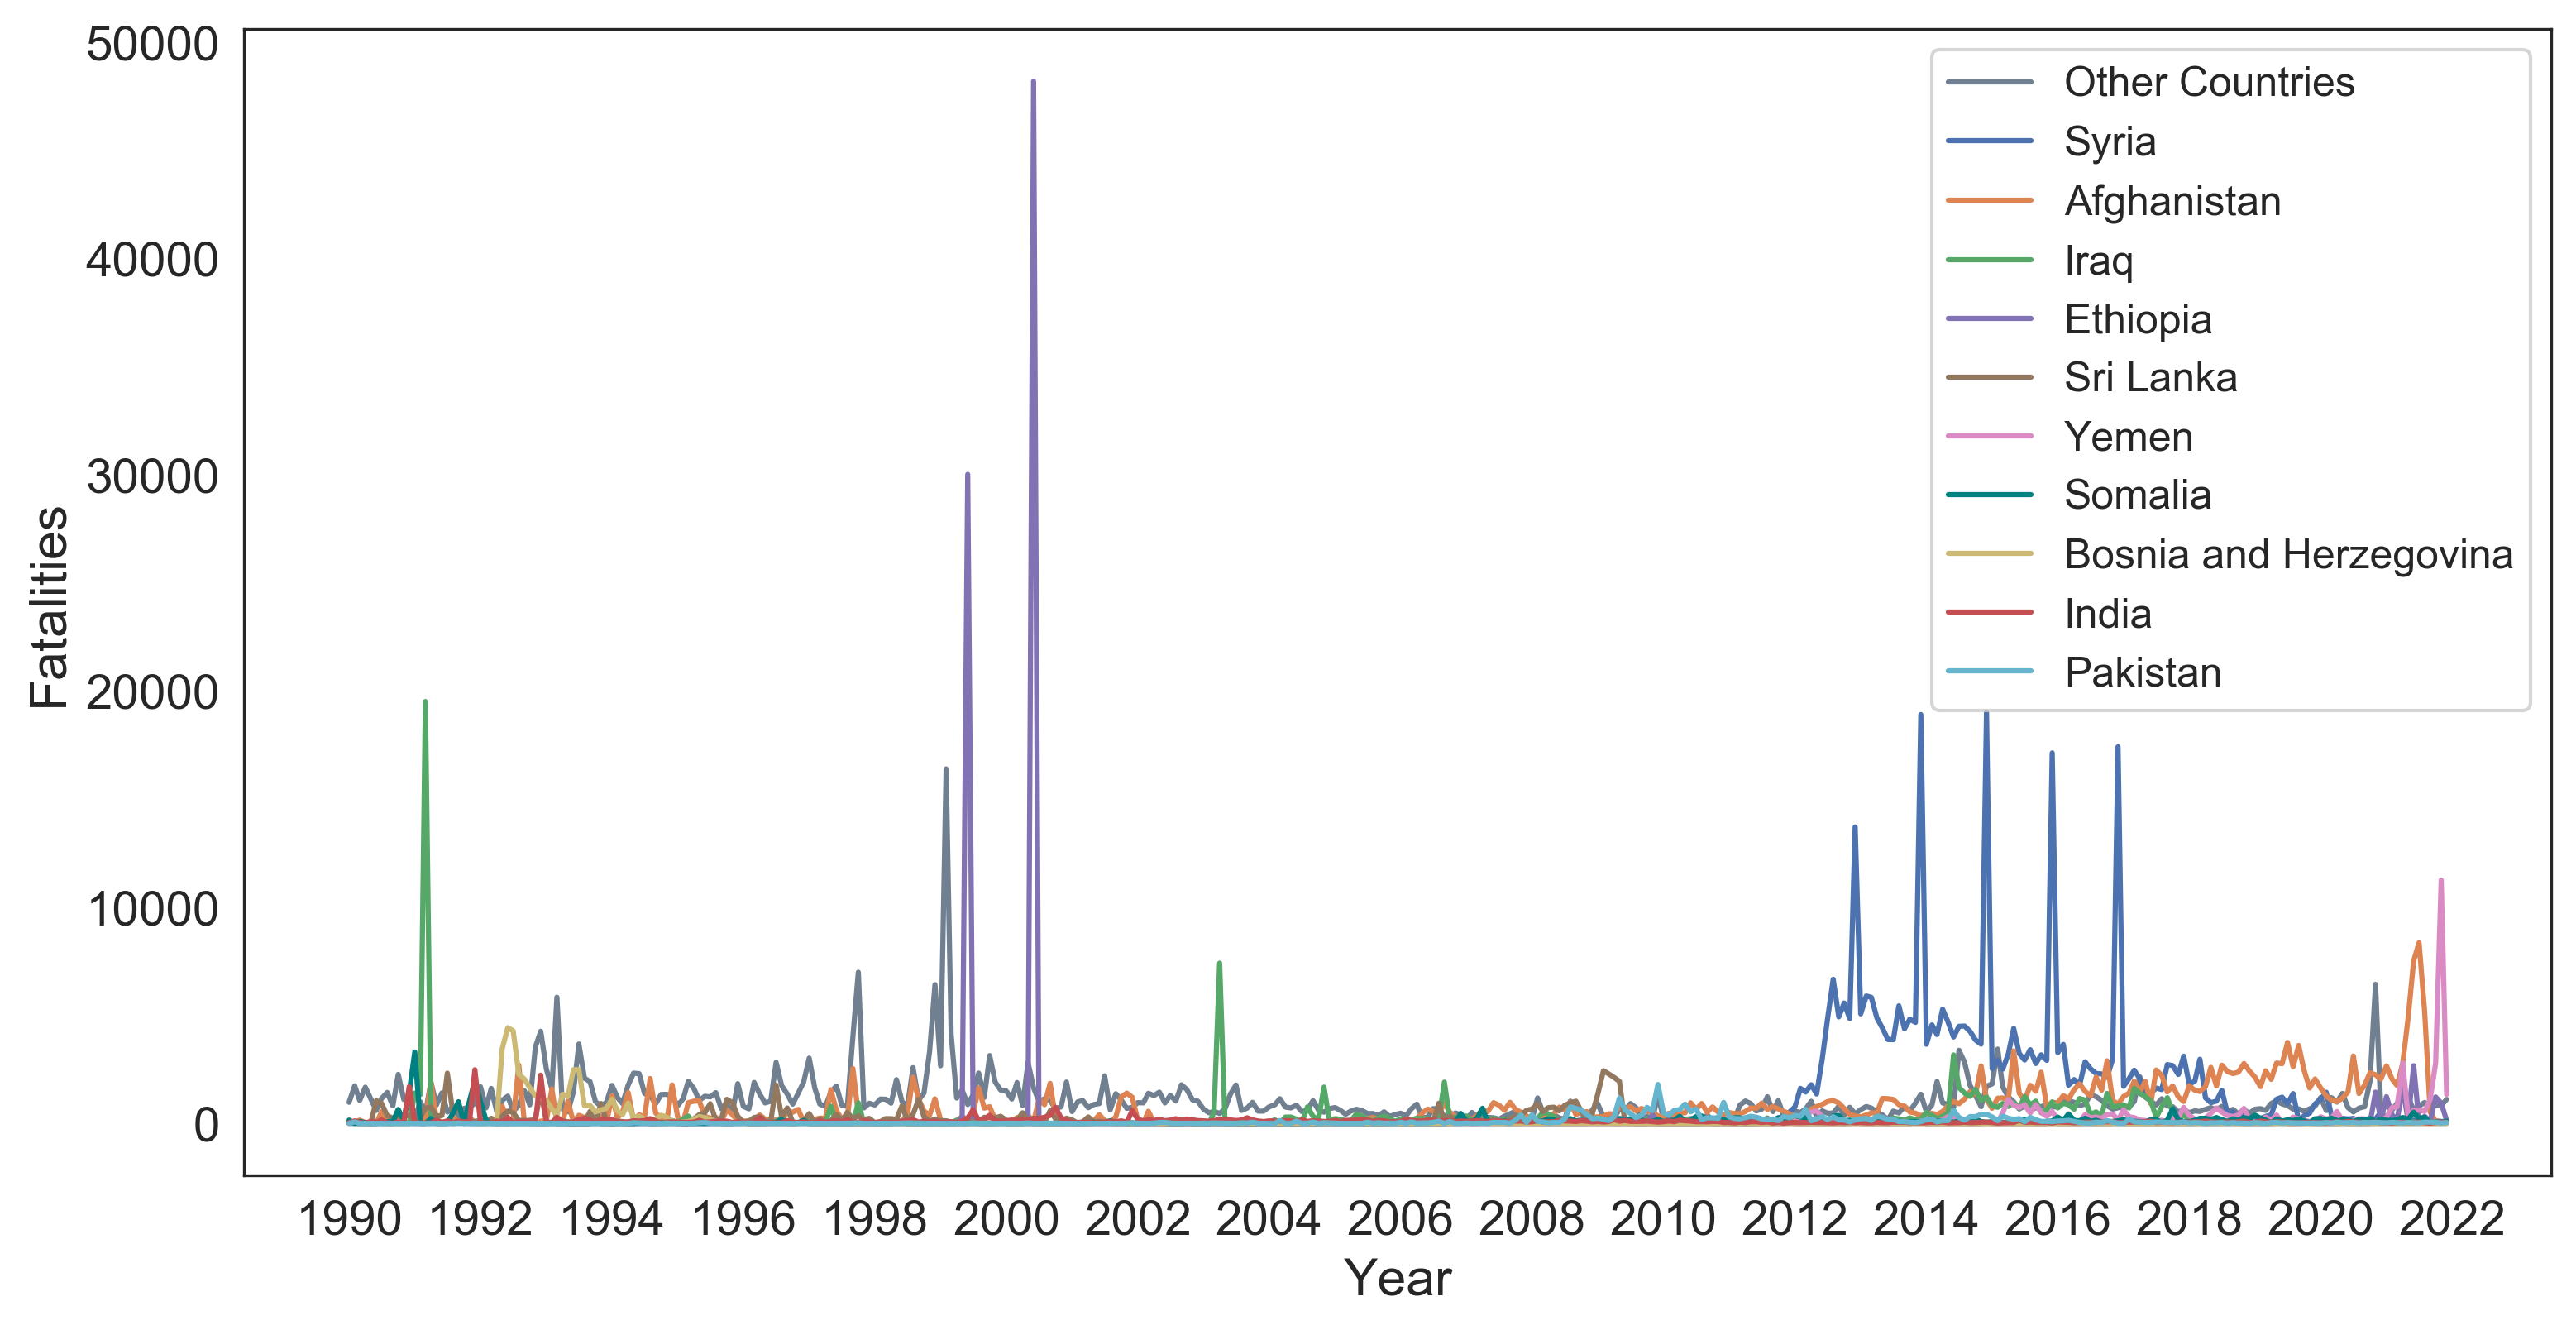 50000
40000
30000
20000
10000
0
Fatalities
Other Countries
Syria
Afghanistan
Iraq
Ethiopia
Sri Lanka
Yemen
Somalia
Bosnia and Herzegovina
India
Pakistan
1990 1992 1994 1996 1998 2000 2002 2004 2006 2008 2010 2012 2014 2016 2018 2020 2022
Year